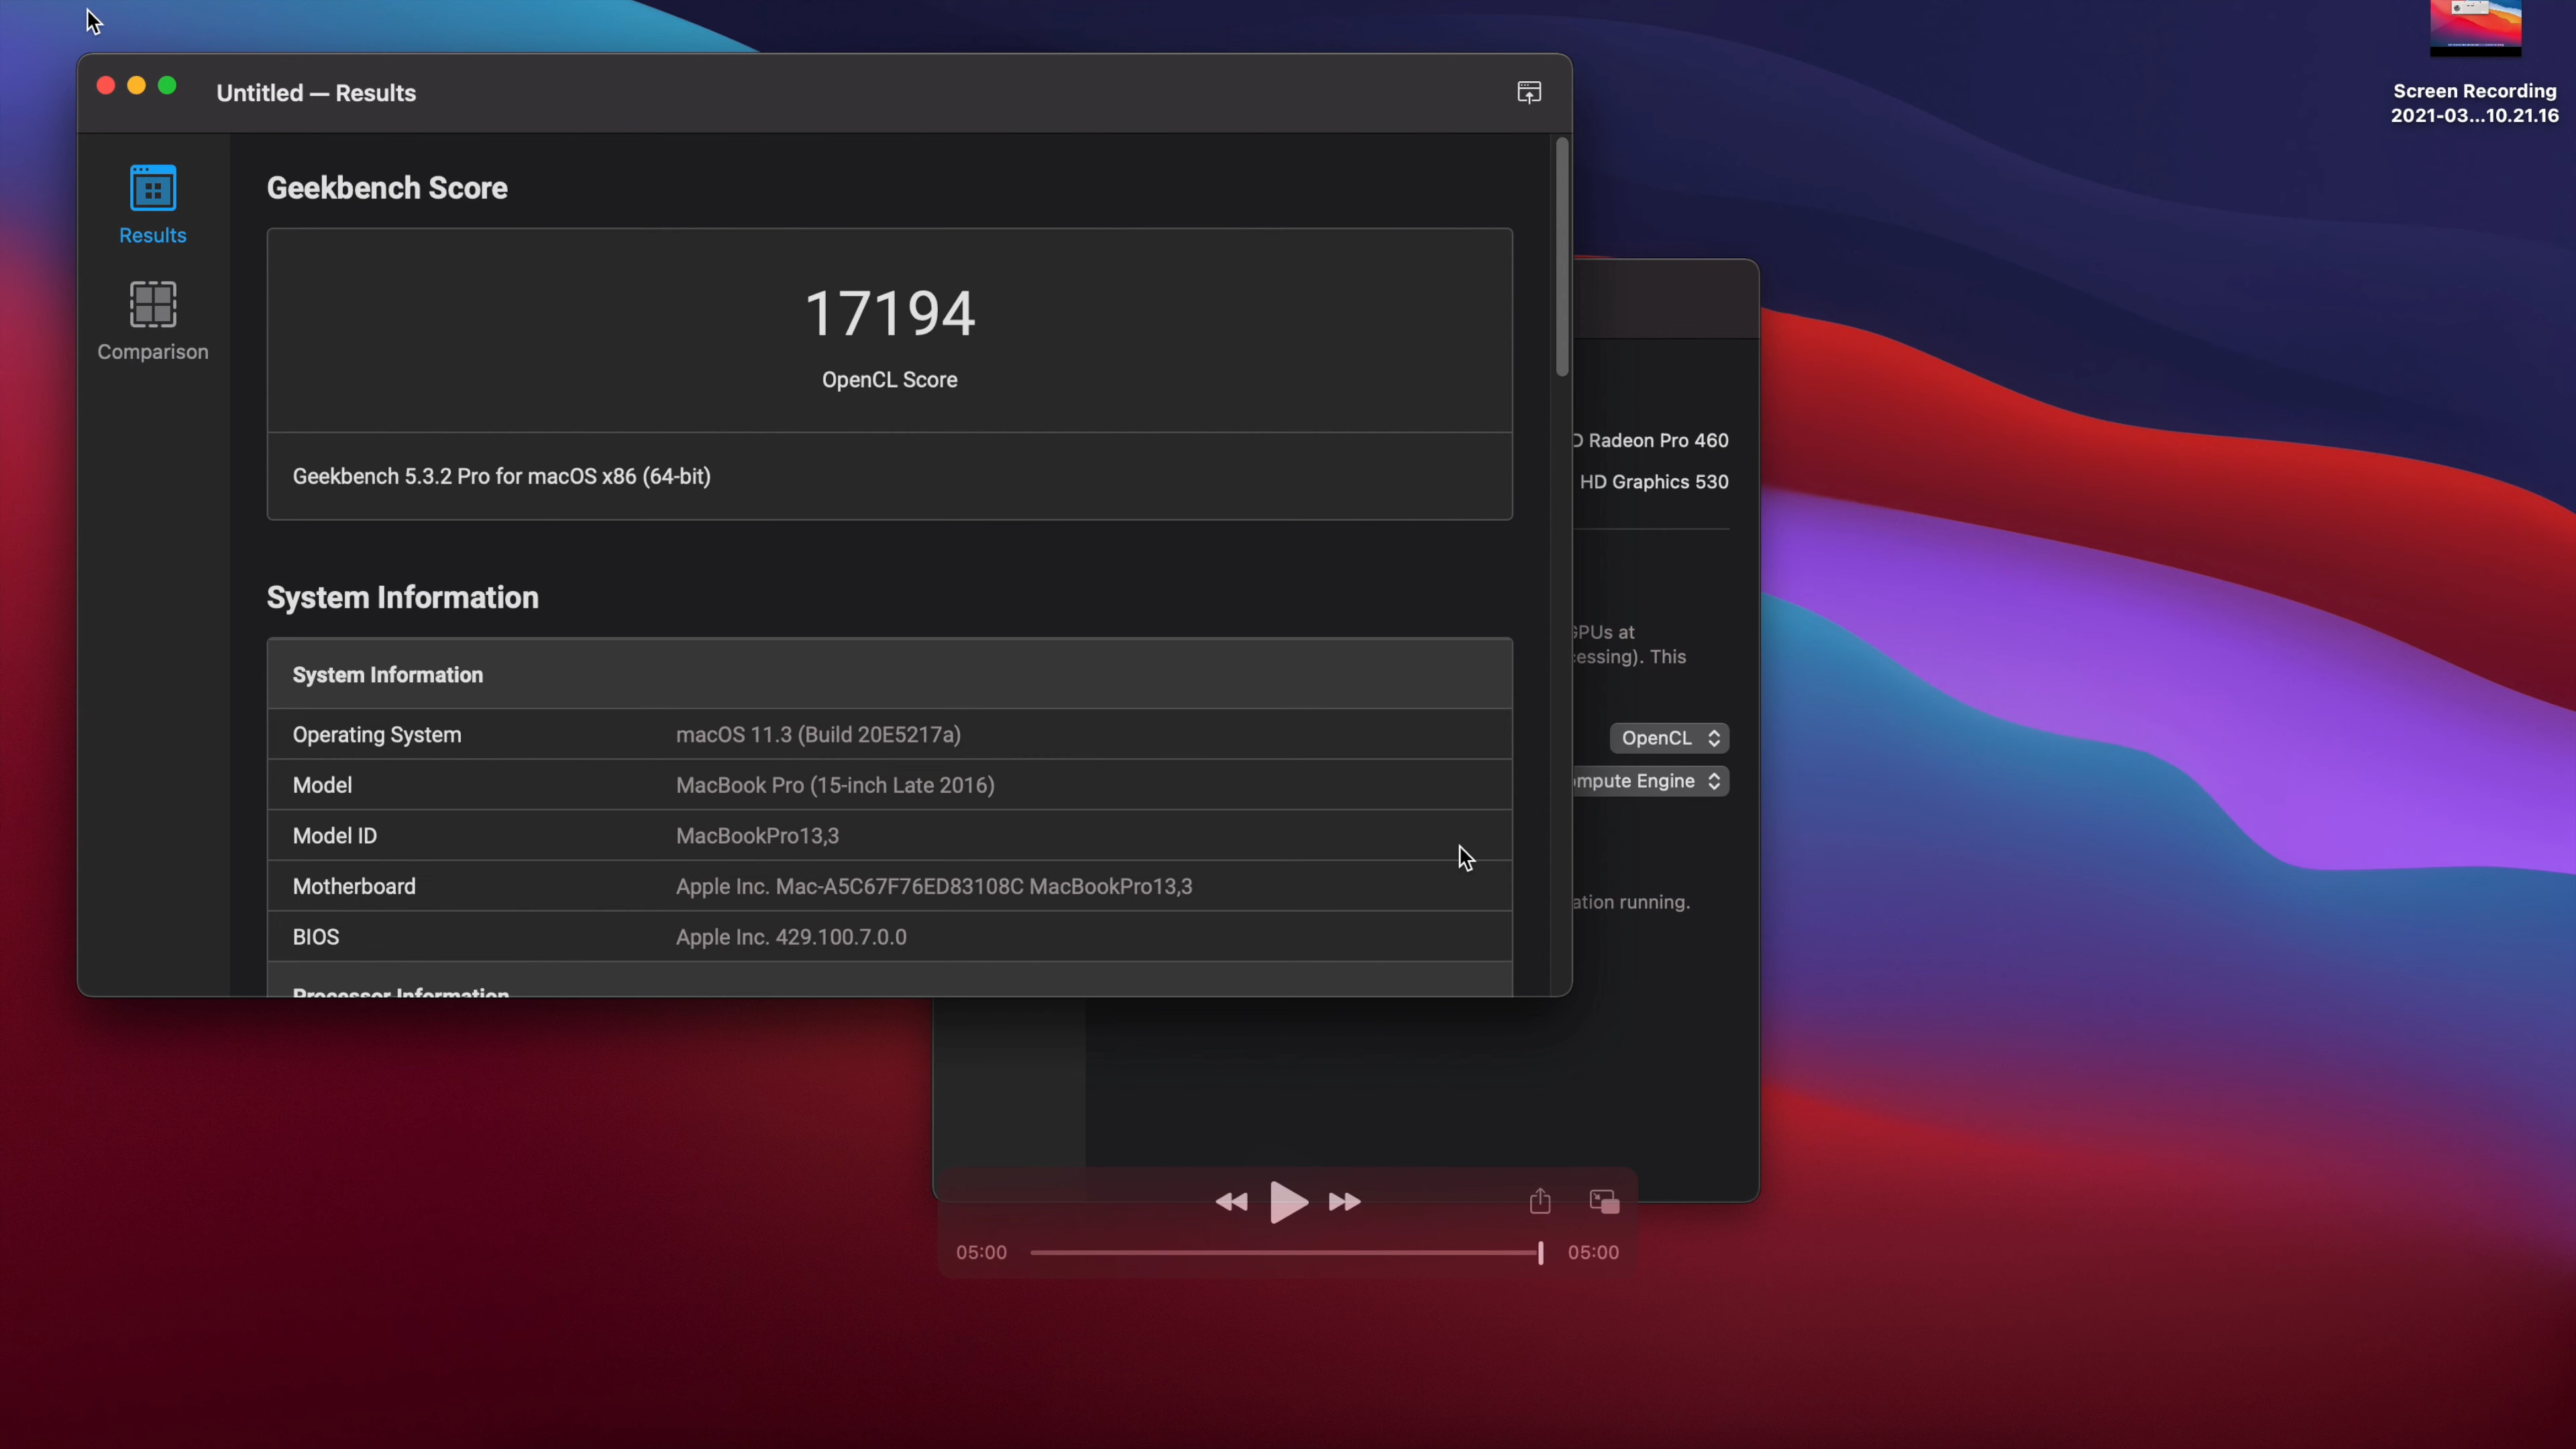 Screen Recording
2021-03...10.21.16
Untitled — Results
Results
Comparison
Geekbench Score
17194
OpenCL Score
Geekbench 5.3.2 Pro for macOS x86 (64-bit)
System Information
System Information
Operating System macOS 11.3 (Build 20E5217a)
Model MacBook Pro (15-inch Late 2016)
Model ID MacBookPro13,3
Motherboard Apple Inc. Mac-A5C67F76ED83108C MacBookPro13,3
BIOS Apple Inc. 429.100.7.0.0
Processor Information
Radeon Pro 460
HD Graphics 530
GPUs at
cessing). This
OpenCL
mpute Engine
ation running.
05:00
05:00